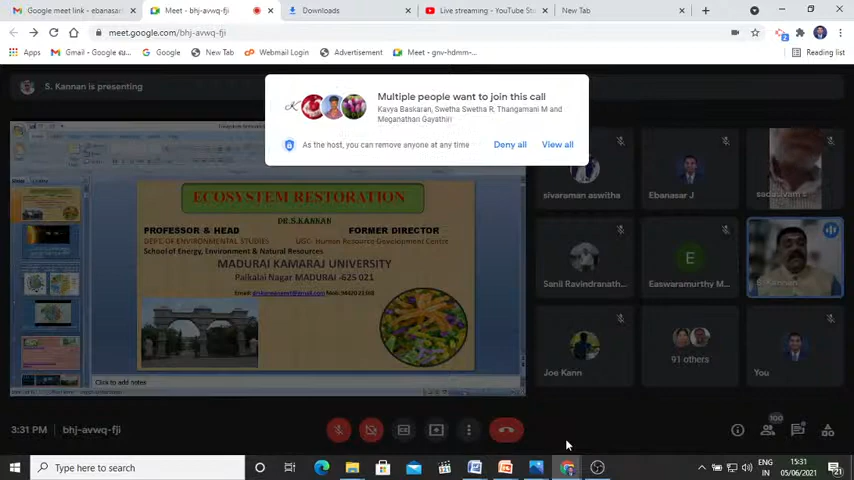 Google meet link - ebanasar
Meet - bhj-avwq-fji
Downloads
Live streaming - YouTube St
New Tab
meet.google.com/bhj-avwq-fji
Apps
Gmail - Google
Google
New Tab
Webmail Login
Advertisement
Meet - gnv-hdmm-...
Reading list
S. Kannan is presenting
Multiple people want to join this call
Kavya Baskaran, Swetha Swetha R, Thangamani M and
Meganathari Gayathiri
As the host, you can remove anyone at any time
Deny all
View all
ECOSYSTEM RESTORATION
DR.S.KANNAN
PROFESSOR & HEAD
FORMER DIRECTOR
DEPT. OF ENVIRONMENTAL STUDIES
UGC- Human Resource Development Centre
School of Energy, Environment & Natural Resources
MADURAI KAMARAJ UNIVERSITY
Palkalai Nagar MADURAI -625 021
Click to add notes
sivaraman aswitha
Ebanasar J
sadasivam s
Sanil Ravindranath...
E
Easwaramurthy M...
S. Kannan
Joe Kann
91 others
You
3:31 PM
bhj-avwq-fji
100
Type here to search
ENG
IN
15:31
05/06/2021
21